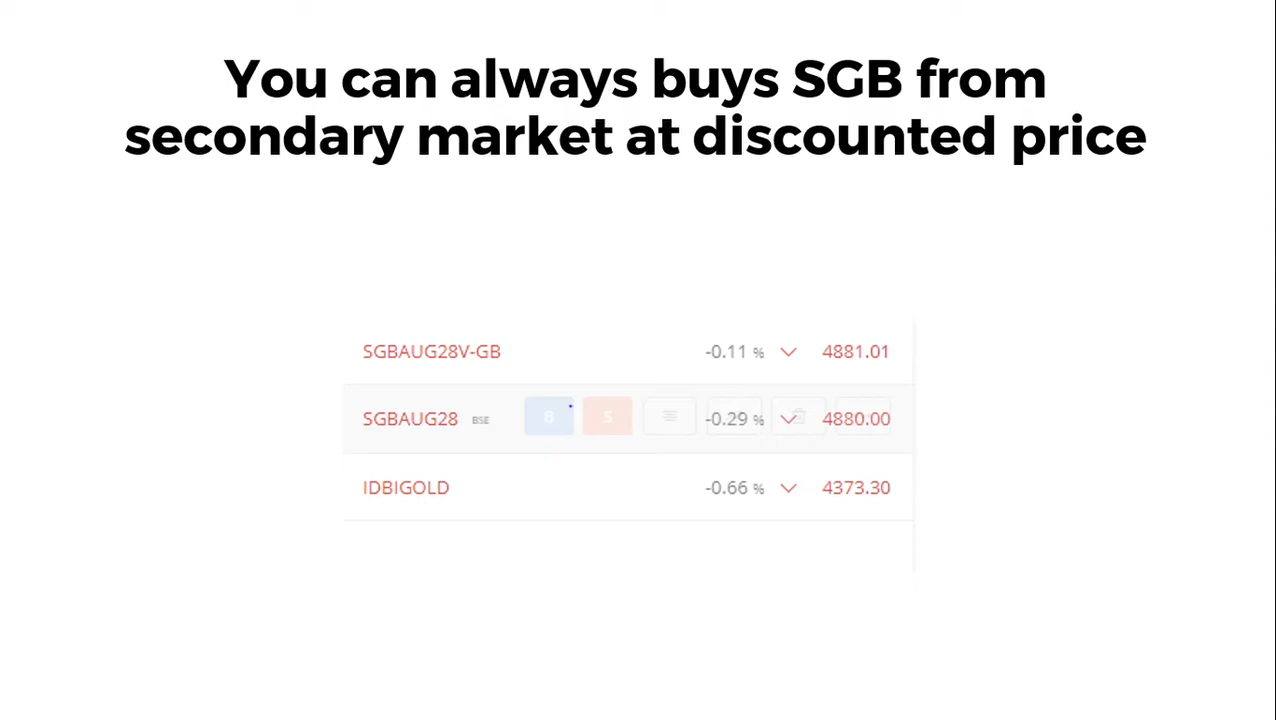 You can always buys SGB from
secondary market at discounted price
SGBAUG28V-GB -0.11 % 4881.01
SGBAUG28 BSE B S -0.29 % 4880.00
IDBIGOLD -0.66 % 4373.30